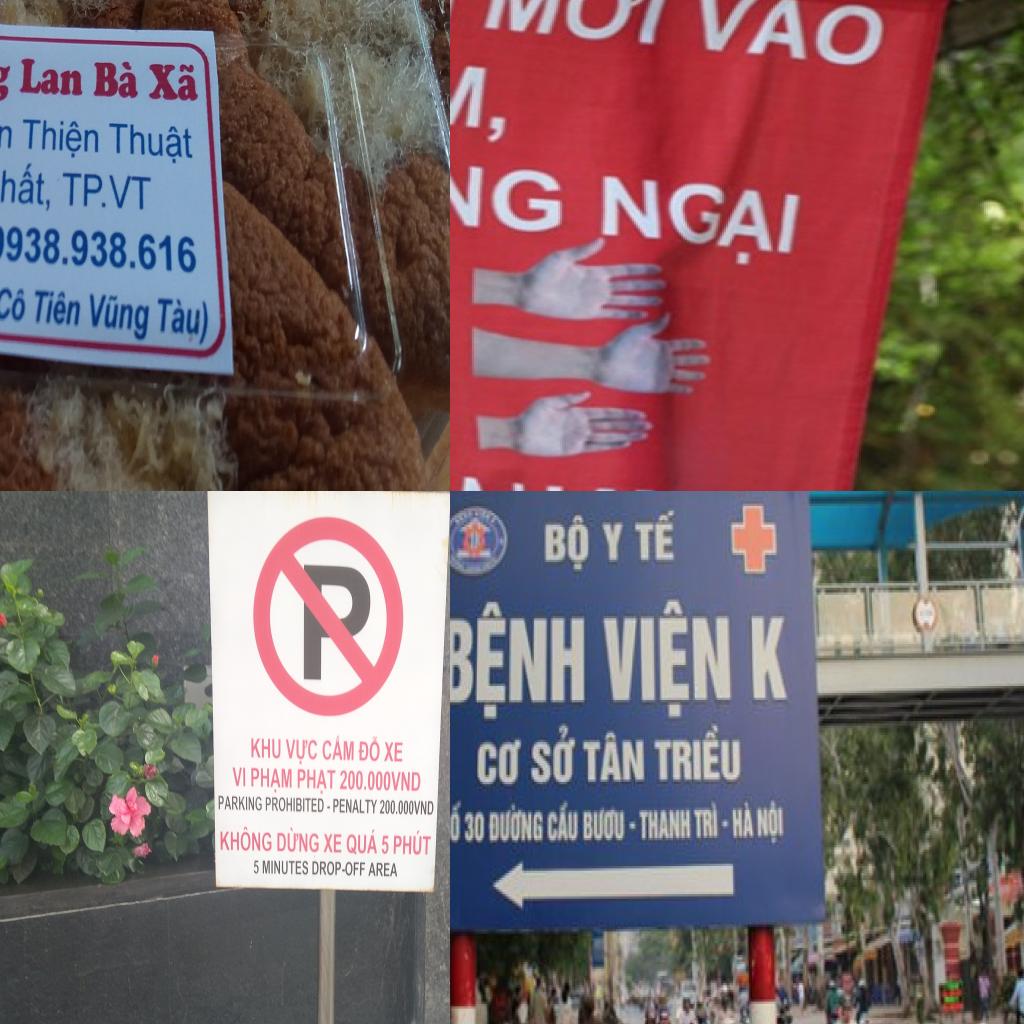 g Lan Bà Xã
n Thiện Thuật
hất, TP.VT
0938.938.616
Cô Tiên Vũng Tàu)
MỜI VÀO
M,
NG NGẠI
P
KHU VỰC CẤM ĐỖ XE
VI PHẠM PHẠT 200.000VND
PARKING PROHIBITED - PENALTY 200.000VND
KHÔNG DỪNG XE QUÁ 5 PHÚT
5 MINUTES DROP-OFF AREA
BỘ Y TẾ
BỆNH VIỆN K
CƠ SỞ TÂN TRIỀU
Ố 30 ĐƯỜNG CẦU BƯƠU - THANH TRÌ - HÀ NỘI